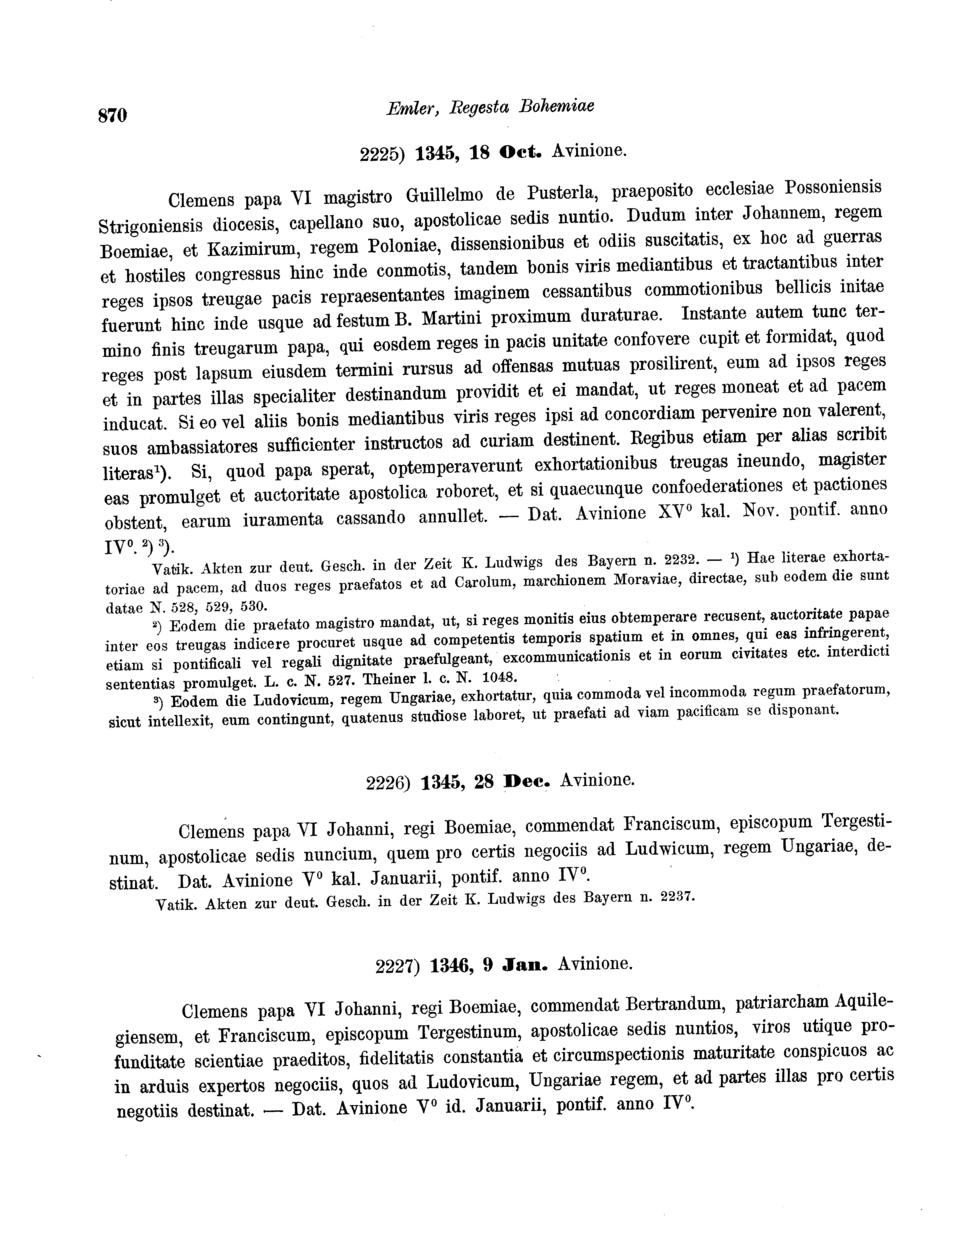 870
Emler, Regesta Bohemiae
2225) 1345, 18 Oct. Avinione.
Clemens papa VI magistro Guillelmo de Pusterla, praeposito ecclesiae Possoniensis
Strigoniensis diocesis, capellano suo, apostolicae sedis nuntio. Dudum inter Johannem, regem
Boemiae, et Kazimirum, regem Poloniae, dissensionibus et odiis suscitatis, ex hoc ad guerras
et hostiles congressus hinc inde conmotis, tandem bonis viris mediantibus et tractantibus inter
reges ipsos treugae pacis repraesentantes imaginem cessantibus commotionibus bellicis initae
fuerunt hinc inde usque ad festum B. Martini proximum duraturae. Instante autem tunc ter-
mino finis treugarum papa, qui eosdem reges in pacis unitate confovere cupit et formidat, quod
reges post lapsum eiusdem termini rursus ad offensas mutuas prosilirent, eum ad ipsos reges
et in partes illas specialiter destinandum providit et ei mandat, ut reges moneat et ad pacem
inducat. Si eo vel aliis bonis mediantibus viris reges ipsi ad concordiam pervenire non valerent,
suos ambassiatores sufficienter instructos ad curiam destinent. Regibus etiam per alias scribit
literas¹). Si, quod papa sperat, optemperaverunt exhortationibus treugas ineundo, magister
eas promulget et auctoritate apostolica roboret, et si quaecunque confoederationes et pactiones
obstent, earum iuramenta cassando annullet. — Dat. Avinione XV⁰ kal. Nov. pontif. anno
IV⁰. ²) ³).
Vatik. Akten zur deut. Gesch. in der Zeit K. Ludwigs des Bayern n. 2232. — ¹) Hae literae exhorta-
toriae ad pacem, ad duos reges praefatos et ad Carolum, marchionem Moraviae, directae, sub eodem die sunt
datae N. 528, 529, 530.
²) Eodem die praefato magistro mandat, ut, si reges monitis eius obtemperare recusent, auctoritate papae
inter eos treugas indicere procuret usque ad competentis temporis spatium et in omnes, qui eas infringerent,
etiam si pontificali vel regali dignitate praefulgeant, excommunicationis et in eorum civitates etc. interdicti
sententias promulget. L. c. N. 527. Theiner l. c. N. 1048.
³) Eodem die Ludovicum, regem Ungariae, exhortatur, quia commoda vel incommoda regum praefatorum,
sicut intellexit, eum contingunt, quatenus studiose laboret, ut praefati ad viam pacificam se disponant.
2226) 1345, 28 Dec. Avinione.
Clemens papa VI Johanni, regi Boemiae, commendat Franciscum, episcopum Tergesti-
num, apostolicae sedis nuncium, quem pro certis negociis ad Ludwicum, regem Ungariae, de-
stinat. Dat. Avinione V⁰ kal. Januarii, pontif. anno IV⁰.
Vatik. Akten zur deut. Gesch. in der Zeit K. Ludwigs des Bayern n. 2237.
2227) 1346, 9 Jan. Avinione.
Clemens papa VI Johanni, regi Boemiae, commendat Bertrandum, patriarcham Aquile-
giensem, et Franciscum, episcopum Tergestinum, apostolicae sedis nuntios, viros utique pro-
funditate scientiae praeditos, fidelitatis constantia et circumspectionis maturitate conspicuos ac
in arduis expertos negociis, quos ad Ludovicum, Ungariae regem, et ad partes illas pro certis
negotiis destinat. — Dat. Avinione V⁰ id. Januarii, pontif. anno IV⁰.